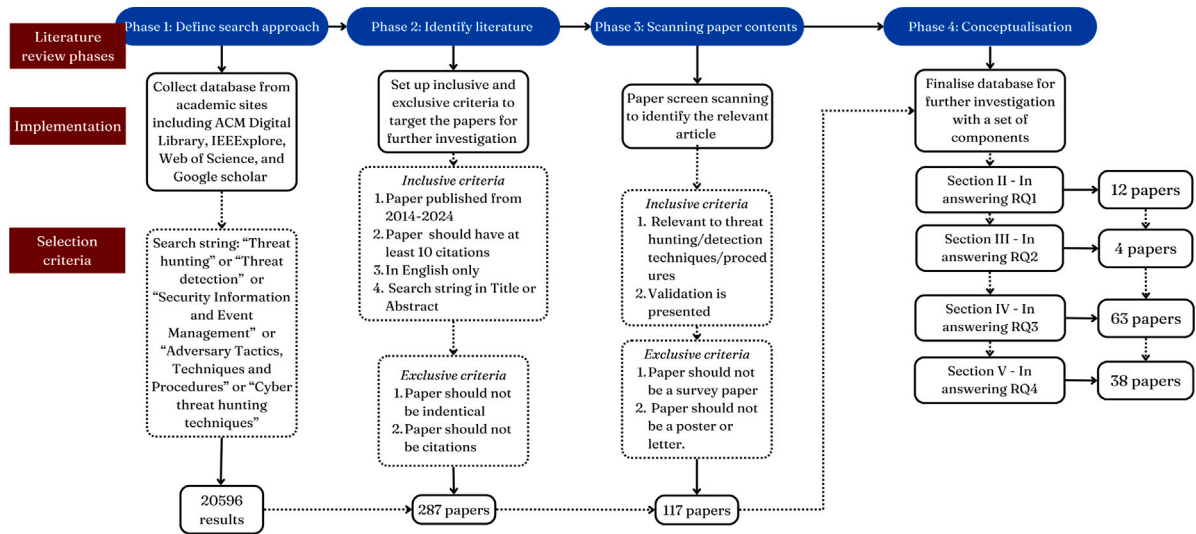 Literature
review phases
Implementation
Selection
criteria
Phase 1: Define search approach
Collect database from
academic sites
including ACM Digital
Library, IEEExplore,
Web of Science, and
Google scholar
Search string: “Threat
hunting” or “Threat
detection” or
“Security Information
and Event
Management” or
“Adversary Tactics,
Techniques and
Procedures” or “Cyber
threat hunting
techniques”
20596
results
Phase 2: Identify literature
Set up inclusive and
exclusive criteria to
target the papers for
further investigation
Inclusive criteria
1. Paper published from
2014-2024
2. Paper should have at
least 10 citations
3. In English only
4. Search string in Title or
Abstract
Exclusive criteria
1. Paper should not
be indentical
2. Paper should not
be citations
287 papers
Phase 3: Scanning paper contents
Paper screen scanning
to identify the relevant
article
Inclusive criteria
1. Relevant to threat
hunting/detection
techniques/proced
ures
2. Validation is
presented
Exclusive criteria
1. Paper should not
be a survey paper
2. Paper should not
be a poster or
letter.
117 papers
Phase 4: Conceptualisation
Finalise database for
further investigation
with a set of
components
Section II - In
answering RQ1
12 papers
Section III - In
answering RQ2
4 papers
Section IV - In
answering RQ3
63 papers
Section V - In
answering RQ4
38 papers